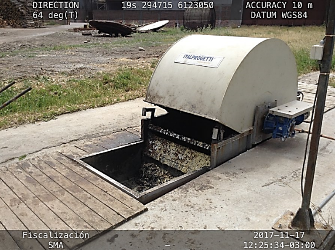 DIRECTION
64 deg(T)
19s 294715 6123050
ACCURACY 10 m
DATUM WGS84
ITALPROGETTI
Fiscalización
SMA
2017-11-17
12:25:34-03:00